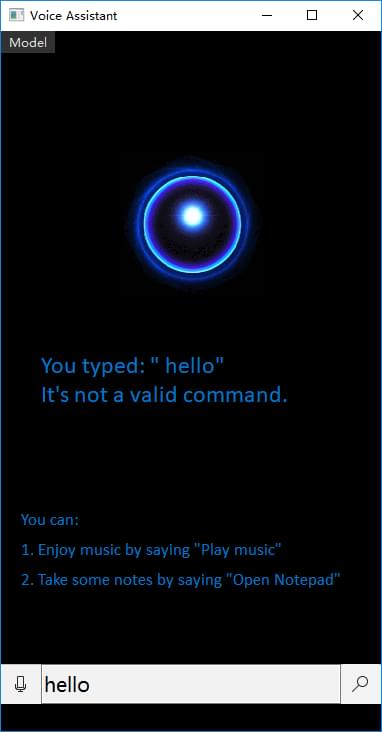 Voice Assistant
Model
You typed: " hello"
It's not a valid command.
You can:
1. Enjoy music by saying "Play music"
2. Take some notes by saying "Open Notepad"
hello